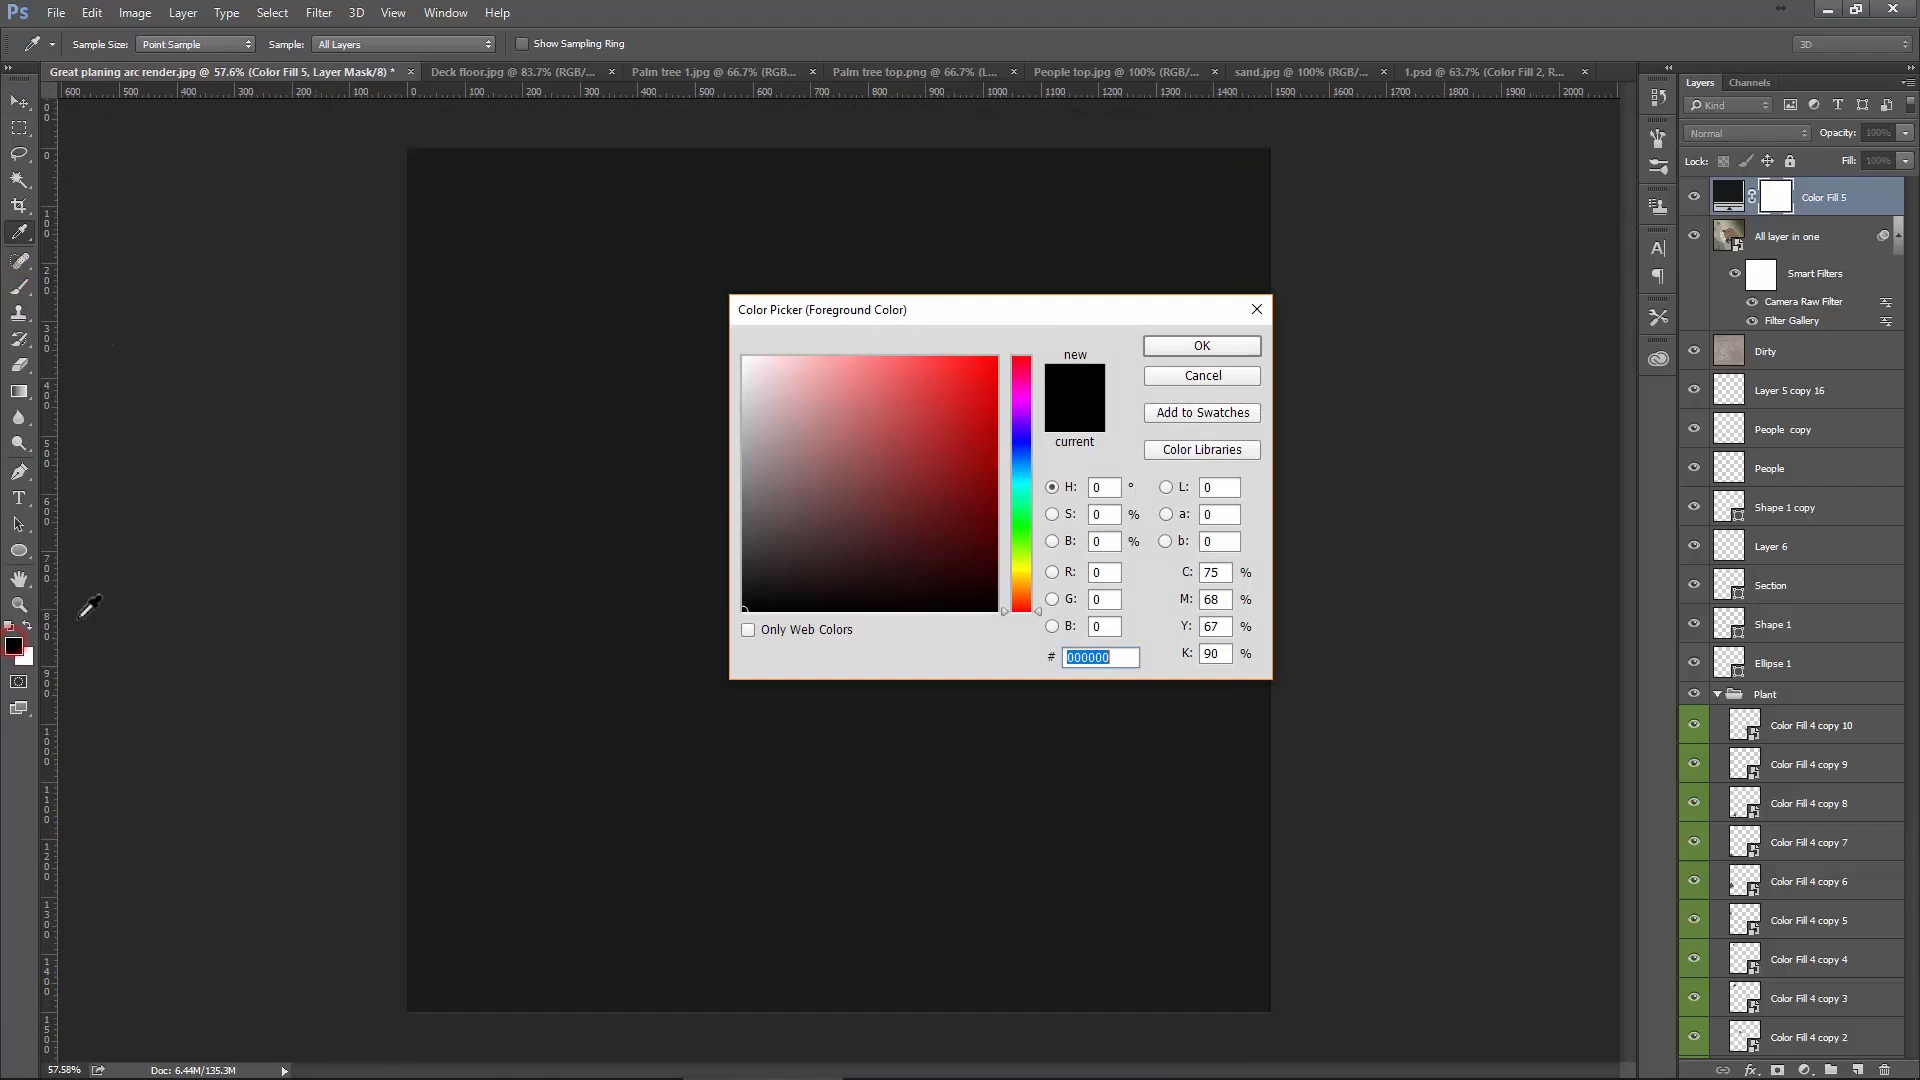 Ps File Edit Image Layer Type Select Filter 3D View Window Help
Sample Size: Point Sample Sample: All Layers Show Sampling Ring 3D
Great planing arc render.jpg @ 57.6% (Color Fill 5, Layer Mask/8) * Deck floor.jpg @ 83.7% (RGB/... Palm tree 1.jpg @ 66.7% (RGB... Palm tree top.png @ 66.7% (L... People top.jpg @ 100% (RGB/... sand.jpg @ 100% (RGB/... 1.psd @ 63.7% (Color Fill 2, R...
600 500 400 300 200 100 0 100 200 300 400 500 600 700 800 900 1000 1100 1200 1300 1400 1500 1600 1700 1800 1900 2000
Layers Channels
Kind
Normal Opacity: 100%
Lock: Fill: 100%
Color Fill 5
All layer in one
Smart Filters
Camera Raw Filter
Filter Gallery
Dirty
Layer 5 copy 16
People copy
People
Shape 1 copy
Layer 6
Section
Shape 1
Ellipse 1
Plant
Color Fill 4 copy 10
Color Fill 4 copy 9
Color Fill 4 copy 8
Color Fill 4 copy 7
Color Fill 4 copy 6
Color Fill 4 copy 5
Color Fill 4 copy 4
Color Fill 4 copy 3
Color Fill 4 copy 2
Color Picker (Foreground Color)
new
current
OK
Cancel
Add to Swatches
Color Libraries
H: 0 ° L: 0
S: 0 % a: 0
B: 0 % b: 0
R: 0 C: 75 %
G: 0 M: 68 %
B: 0 Y: 67 %
# 000000 K: 90 %
Only Web Colors
57.58% Doc: 6.44M/135.3M